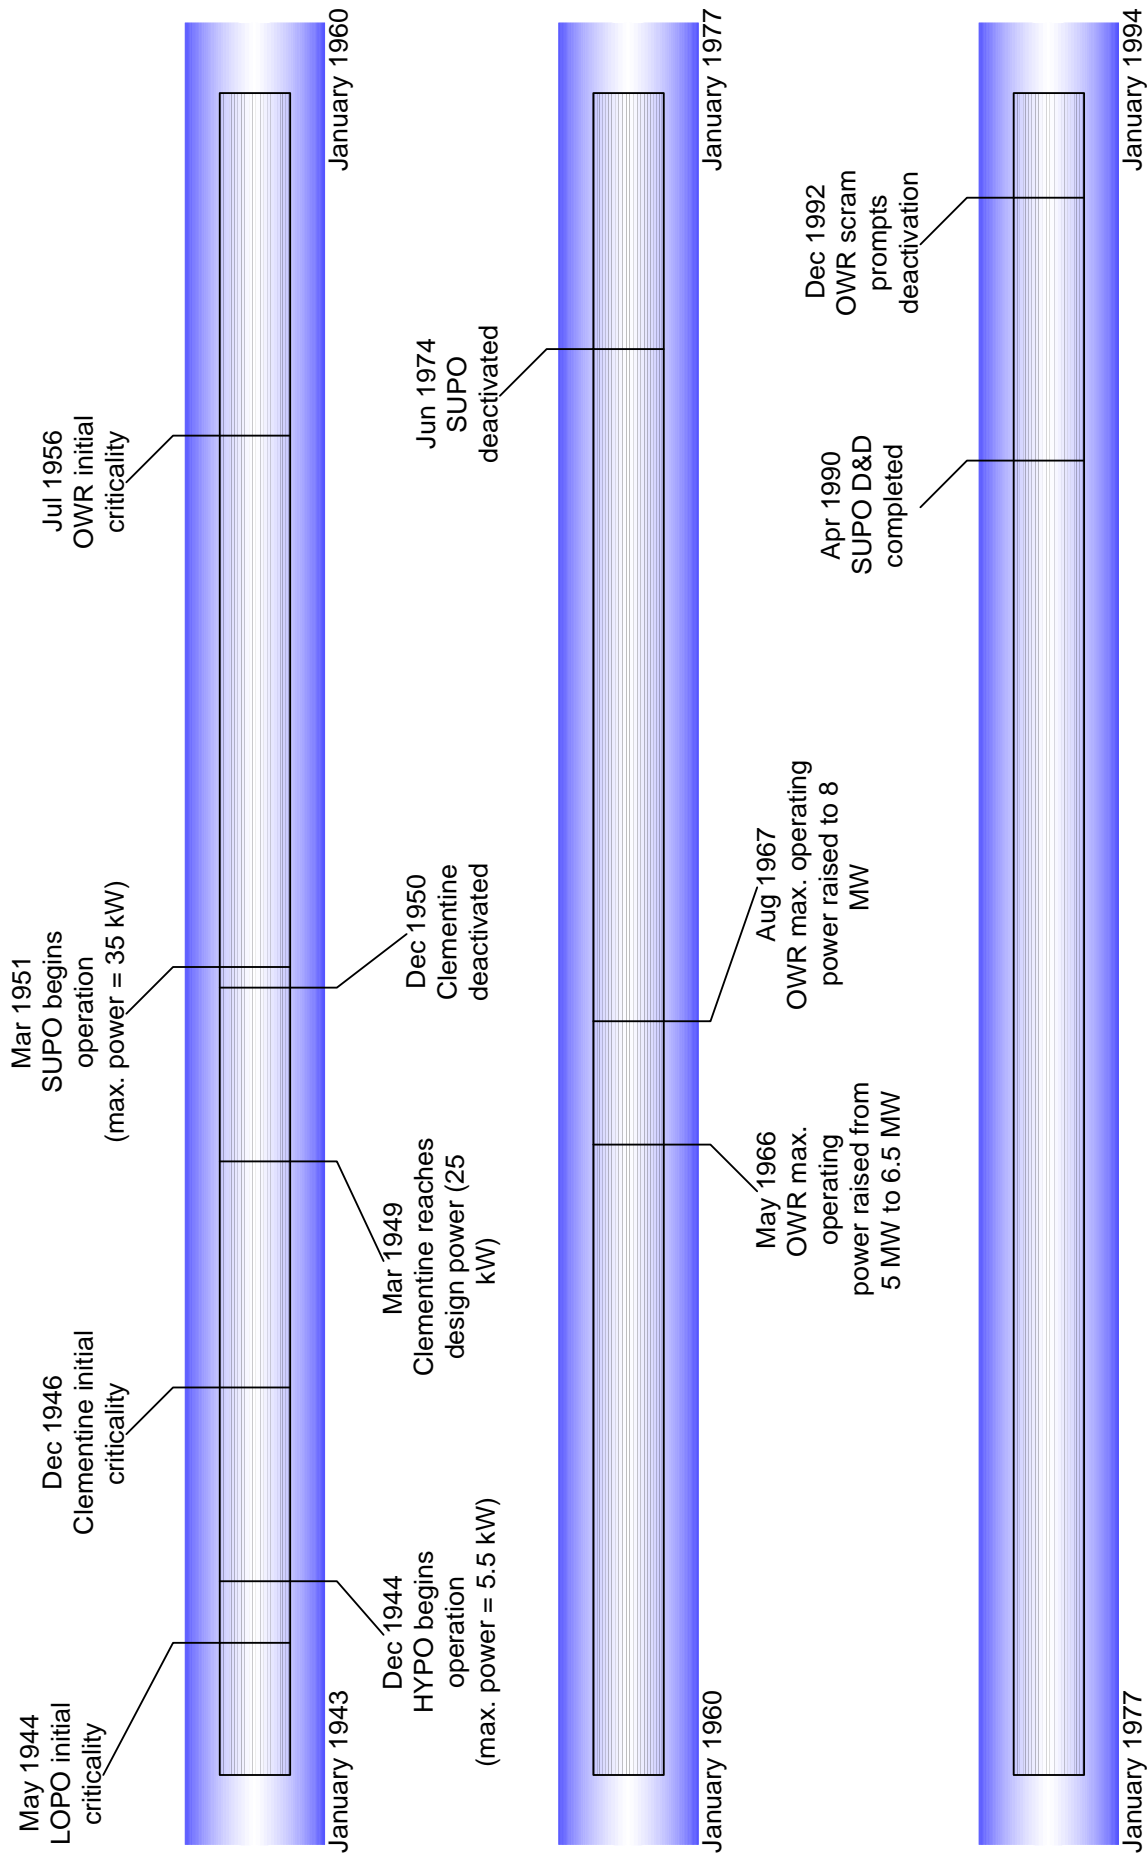 May 1944
LOPO initial
criticality
Dec 1946
Clementine initial
criticality
Mar 1951
SUPO begins
operation
(max. power = 35 kW)
Jul 1956
OWR initial
criticality
January 1943
January 1960
Dec 1944
HYPO begins
operation
(max. power = 5.5 kW)
Mar 1949
Clementine reaches
design power (25
kW)
Dec 1950
Clementine
deactivated
Jun 1974
SUPO
deactivated
January 1960
January 1977
May 1966
OWR max.
operating
power raised from
5 MW to 6.5 MW
Aug 1967
OWR max. operating
power raised to 8
MW
Apr 1990
SUPO D&D
completed
Dec 1992
OWR scram
prompts
deactivation
January 1977
January 1994